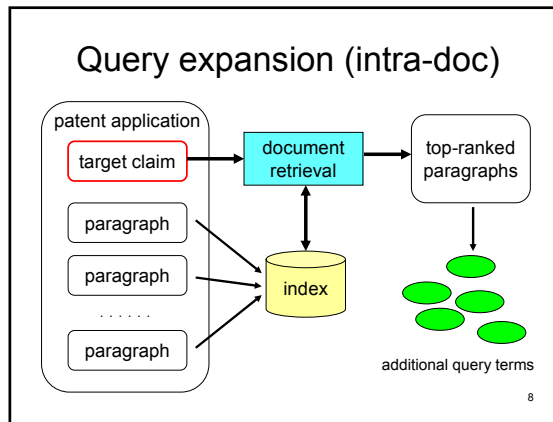 Query expansion (intra-doc)
patent application
target claim
paragraph
paragraph
. . . . . .
paragraph
document
retrieval
index
top-ranked
paragraphs
additional query terms
8